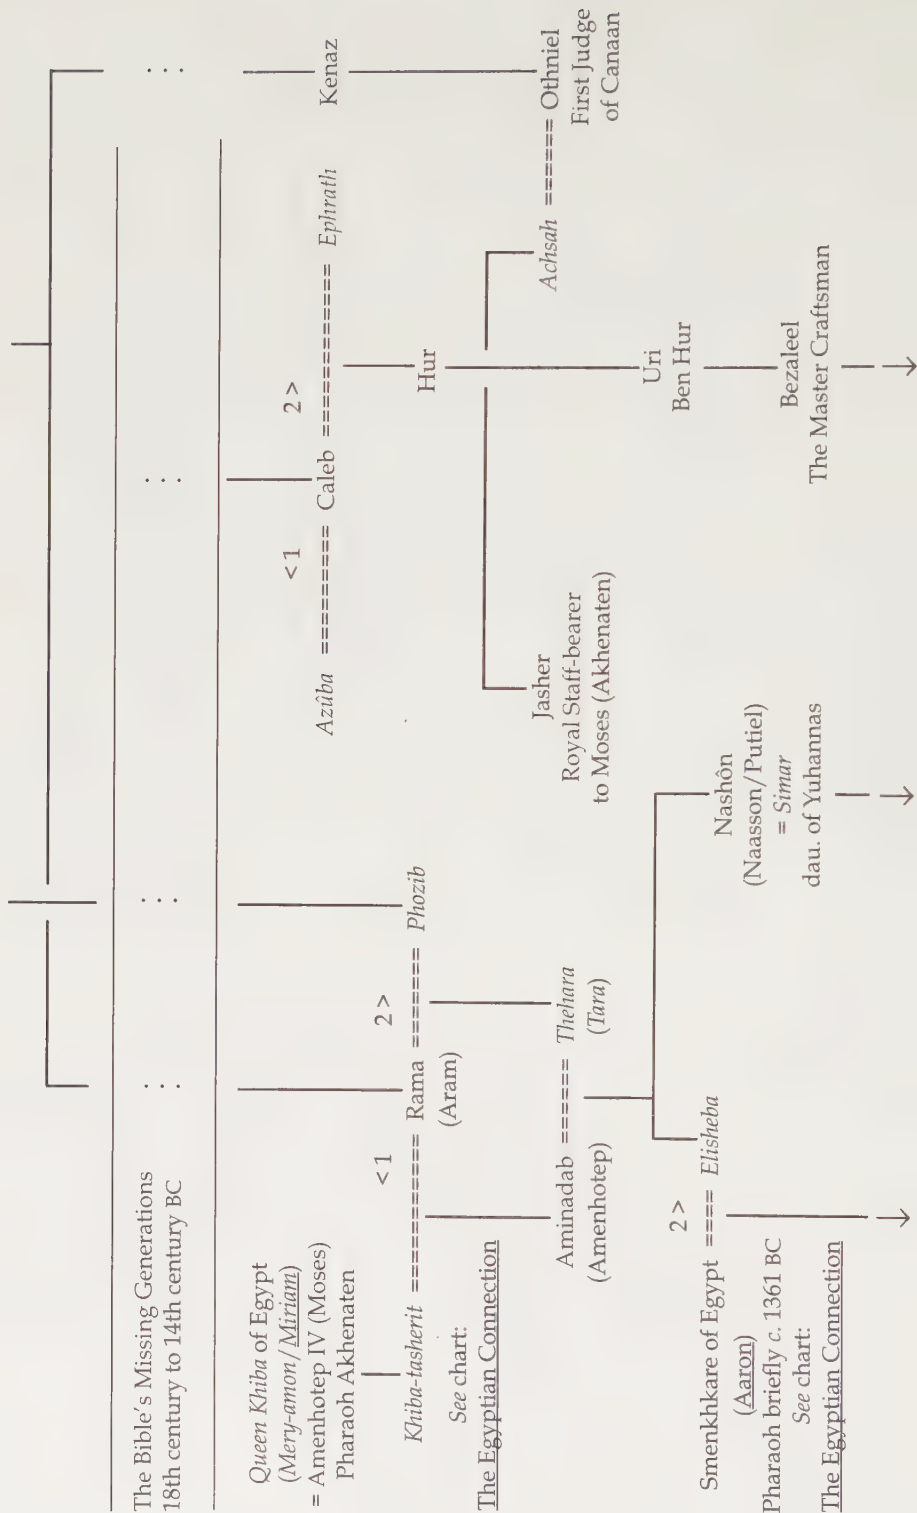 The Bible's Missing Generations
18th century to 14th century BC
⋮ ⋮ ⋮ ⋮
Queen Khiba of Egypt
(Mery-amon/Miriam)
= Amenhotep IV (Moses)
Pharaoh Akhenaten
< 1 2 >
Azûba ========= Caleb ============ Ephrath
Kenaz
< 1 2 >
Khiba-tasherit =========== Rama ======= Phozib
(Aram)
Hur
See chart:
The Egyptian Connection
Aminadab ====== Thehara
(Amenhotep) (Tara)
Jasher
Royal Staff-bearer
to Moses (Akhenaten)
Achsah ====== Othniel
First Judge
of Canaan
Uri
Ben Hur
2 >
Smenkhkare of Egypt ==== Elisheba
(Aaron)
Pharaoh briefly c. 1361 BC
See chart:
The Egyptian Connection
Nashôn
(Naasson/Putiel)
= Simar
dau. of Yuhannas
Bezaleel
The Master Craftsman